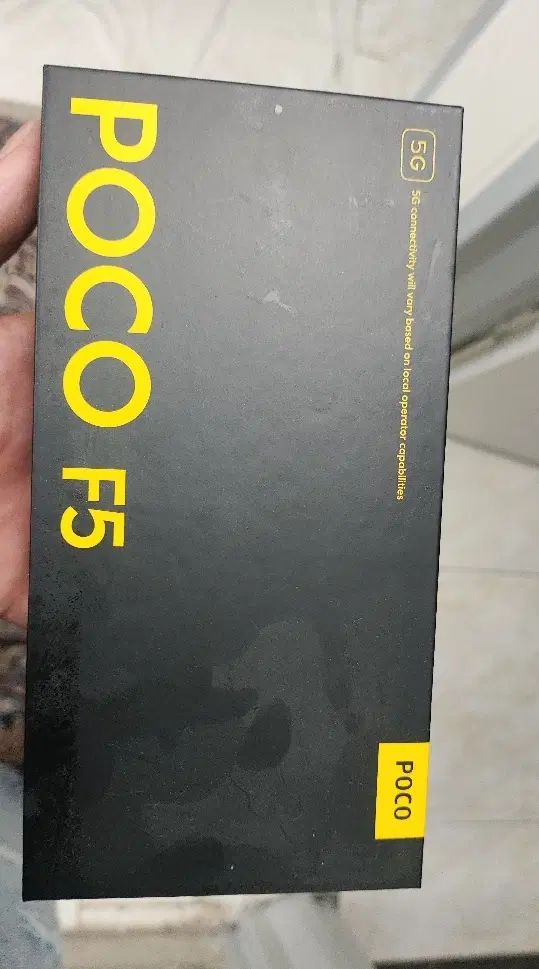 5G 5G connectivity will vary based on local operator capabilities
POCO
POCO F5